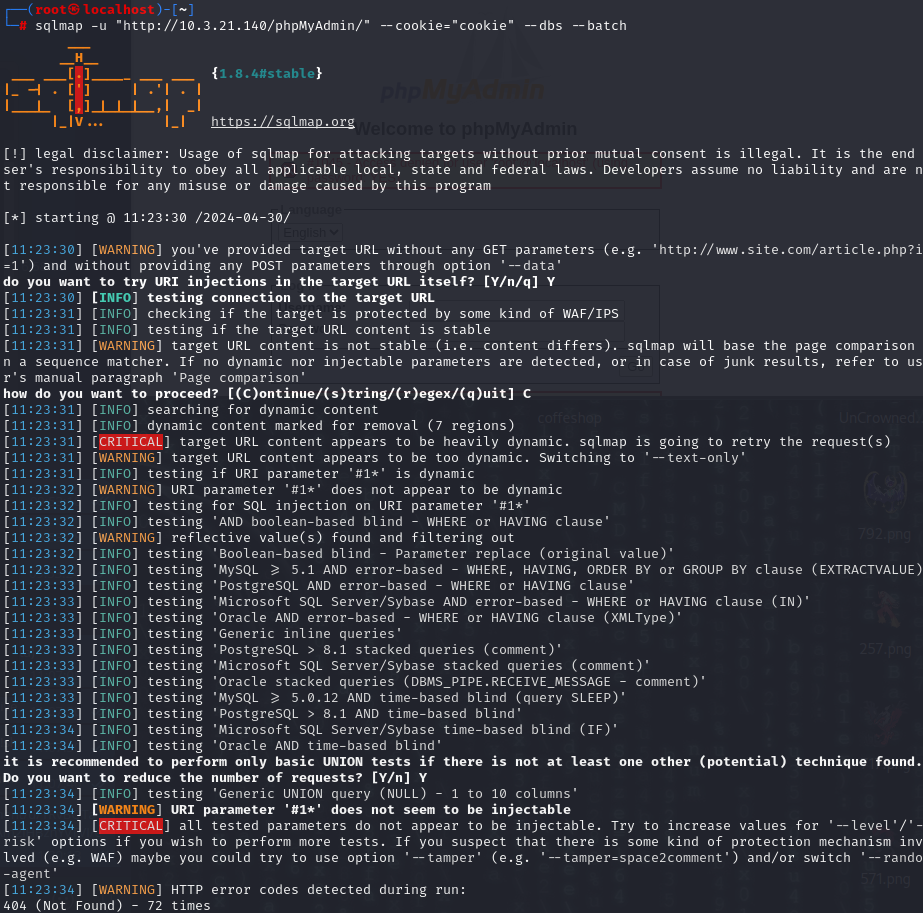 ┌──(root㉿localhost)-[~]
└─# sqlmap -u "http://10.3.21.140/phpMyAdmin/" --cookie="cookie" --dbs --batch
        ___
       __H__
 ___ ___[.]_____ ___ ___  {1.8.4#stable}
|_ -| . [']     | .'| . |
|___|_  [,]_|_|_|__,|  _|
      |_|V...       |_|   https://sqlmap.org
phpMyAdmin
Welcome to phpMyAdmin
[!] legal disclaimer: Usage of sqlmap for attacking targets without prior mutual consent is illegal. It is the end
ser's responsibility to obey all applicable local, state and federal laws. Developers assume no liability and are n
t responsible for any misuse or damage caused by this program
[*] starting @ 11:23:30 /2024-04-30/
Language
English
[11:23:30] [WARNING] you've provided target URL without any GET parameters (e.g. 'http://www.site.com/article.php?i
=1') and without providing any POST parameters through option '--data'
do you want to try URI injections in the target URL itself? [Y/n/q] Y
[11:23:30] [INFO] testing connection to the target URL
[11:23:31] [INFO] checking if the target is protected by some kind of WAF/IPS
[11:23:31] [INFO] testing if the target URL content is stable
[11:23:31] [WARNING] target URL content is not stable (i.e. content differs). sqlmap will base the page comparison
n a sequence matcher. If no dynamic nor injectable parameters are detected, or in case of junk results, refer to us
r's manual paragraph 'Page comparison'
how do you want to proceed? [(C)ontinue/(s)tring/(r)egex/(q)uit] C
[11:23:31] [INFO] searching for dynamic content
coffeshop
UnCrowned.
[11:23:31] [INFO] dynamic content marked for removal (7 regions)
[11:23:31] [CRITICAL] target URL content appears to be heavily dynamic. sqlmap is going to retry the request(s)
[11:23:31] [WARNING] target URL content appears to be too dynamic. Switching to '--text-only'
[11:23:31] [INFO] testing if URI parameter '#1*' is dynamic
[11:23:32] [WARNING] URI parameter '#1*' does not appear to be dynamic
[11:23:32] [INFO] testing for SQL injection on URI parameter '#1*'
[11:23:32] [INFO] testing 'AND boolean-based blind - WHERE or HAVING clause'
[11:23:32] [WARNING] reflective value(s) found and filtering out
792.png
[11:23:32] [INFO] testing 'Boolean-based blind - Parameter replace (original value)'
[11:23:32] [INFO] testing 'MySQL >= 5.1 AND error-based - WHERE, HAVING, ORDER BY or GROUP BY clause (EXTRACTVALUE)
[11:23:33] [INFO] testing 'PostgreSQL AND error-based - WHERE or HAVING clause'
[11:23:33] [INFO] testing 'Microsoft SQL Server/Sybase AND error-based - WHERE or HAVING clause (IN)'
[11:23:33] [INFO] testing 'Oracle AND error-based - WHERE or HAVING clause (XMLType)'
[11:23:33] [INFO] testing 'Generic inline queries'
[11:23:33] [INFO] testing 'PostgreSQL > 8.1 stacked queries (comment)'
257.png
[11:23:33] [INFO] testing 'Microsoft SQL Server/Sybase stacked queries (comment)'
[11:23:33] [INFO] testing 'Oracle stacked queries (DBMS_PIPE.RECEIVE_MESSAGE - comment)'
[11:23:33] [INFO] testing 'MySQL >= 5.0.12 AND time-based blind (query SLEEP)'
[11:23:33] [INFO] testing 'PostgreSQL > 8.1 AND time-based blind'
[11:23:34] [INFO] testing 'Microsoft SQL Server/Sybase time-based blind (IF)'
[11:23:34] [INFO] testing 'Oracle AND time-based blind'
it is recommended to perform only basic UNION tests if there is not at least one other (potential) technique found.
Do you want to reduce the number of requests? [Y/n] Y
[11:23:34] [INFO] testing 'Generic UNION query (NULL) - 1 to 10 columns'
[11:23:34] [WARNING] URI parameter '#1*' does not seem to be injectable
[11:23:34] [CRITICAL] all tested parameters do not appear to be injectable. Try to increase values for '--level'/'-
risk' options if you wish to perform more tests. If you suspect that there is some kind of protection mechanism inv
lved (e.g. WAF) maybe you could try to use option '--tamper' (e.g. '--tamper=space2comment') and/or switch '--rando
-agent'
571.png
[11:23:34] [WARNING] HTTP error codes detected during run:
404 (Not Found) - 72 times